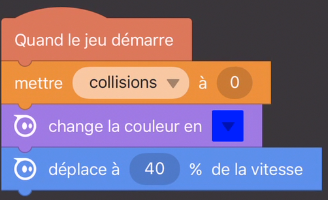 Quand le jeu démarre
mettre collisions à 0
change la couleur en
déplace à 40 % de la vitesse